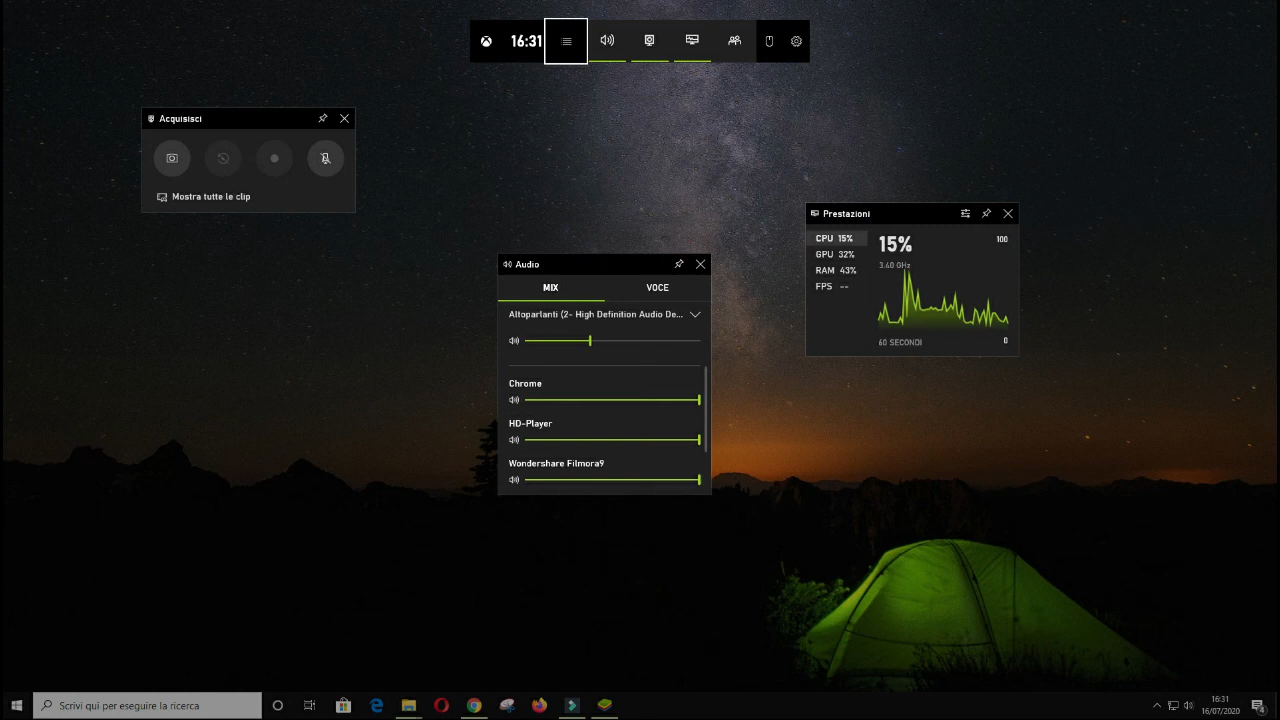 16:31
Acquisisci
Mostra tutte le clip
Prestazioni
CPU 15%
GPU 32%
RAM 43%
FPS --
15%
100
3.40 GHz
60 SECONDI
0
Audio
MIX
VOCE
Altoparlanti (2- High Definition Audio De...
Chrome
HD-Player
Wondershare Filmora9
Scrivi qui per eseguire la ricerca
16:31
16/07/2020
4